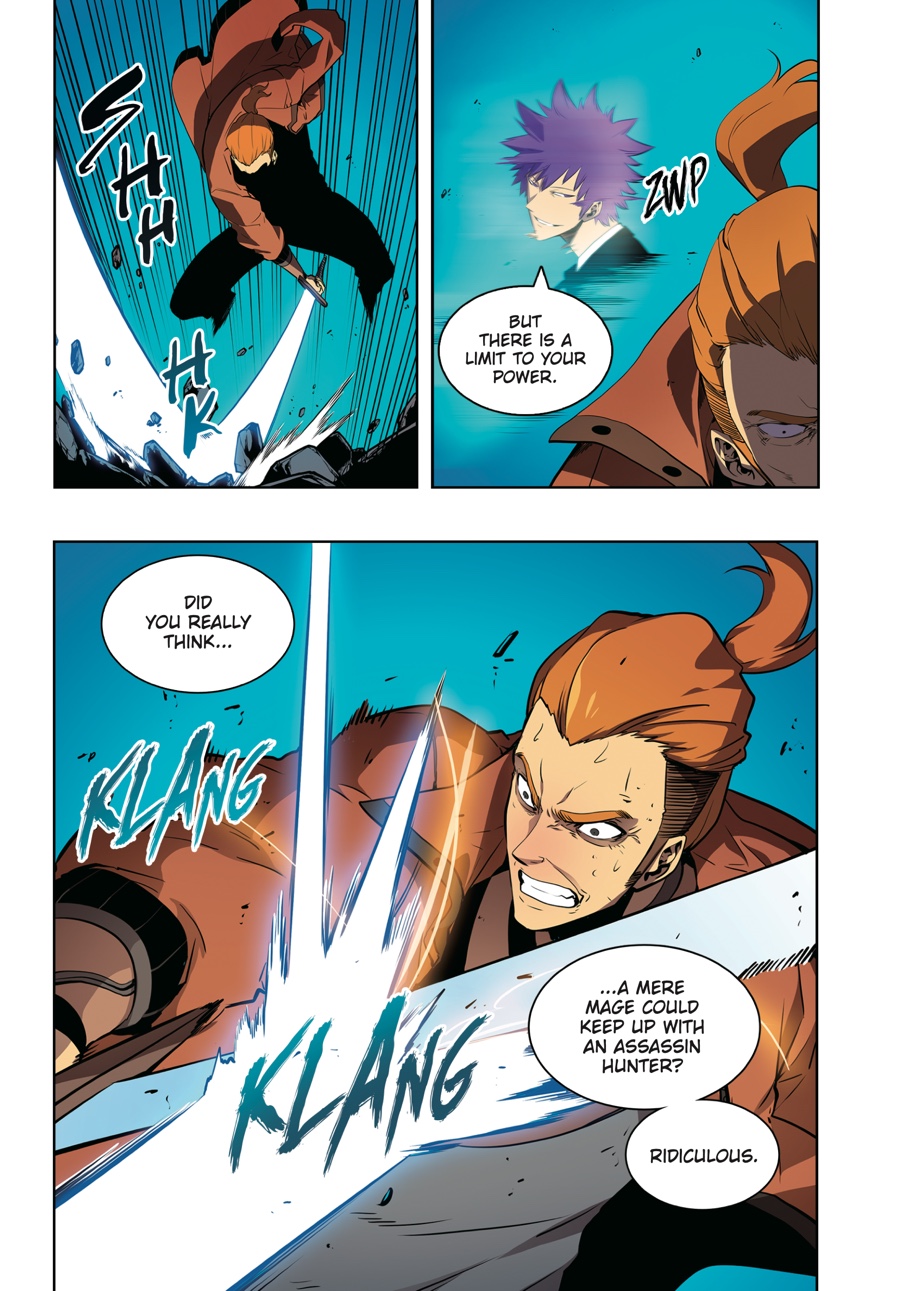 SHH
HK
ZWP
BUT
THERE IS A
LIMIT TO YOUR
POWER.
DID
YOU REALLY
THINK...
KLANG
KLANG
...A MERE
MAGE COULD
KEEP UP WITH
AN ASSASSIN
HUNTER?
RIDICULOUS.